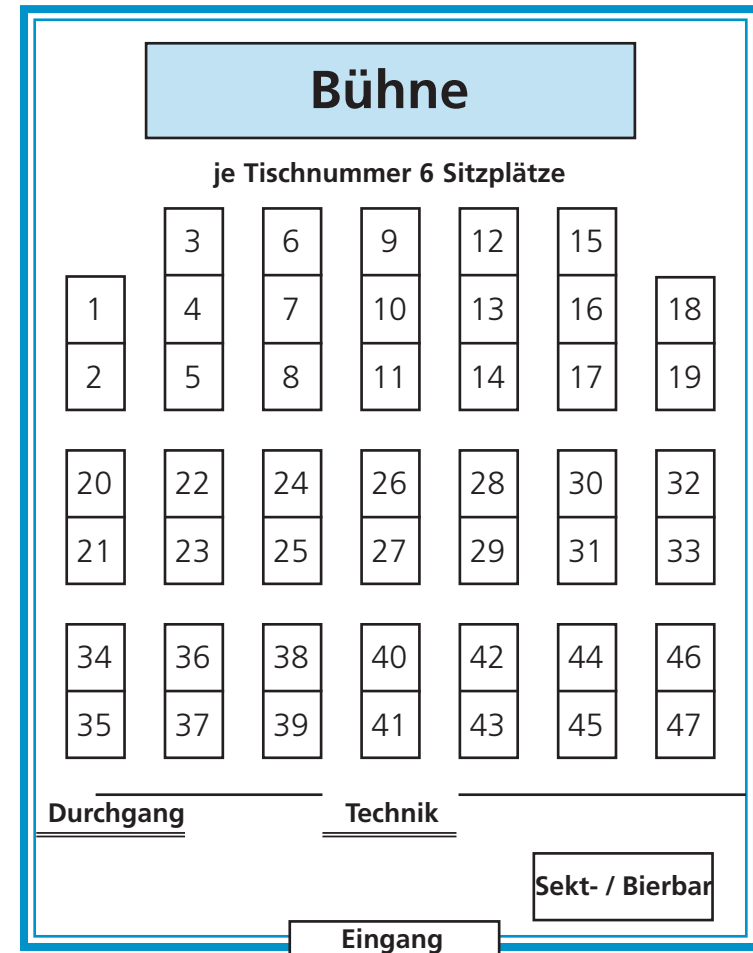 Bühne
je Tischnummer 6 Sitzplätze
3 6 9 12 15
1 4 7 10 13 16 18
2 5 8 11 14 17 19
20 22 24 26 28 30 32
21 23 25 27 29 31 33
34 36 38 40 42 44 46
35 37 39 41 43 45 47
Durchgang Technik
Sekt- / Bierbar
Eingang